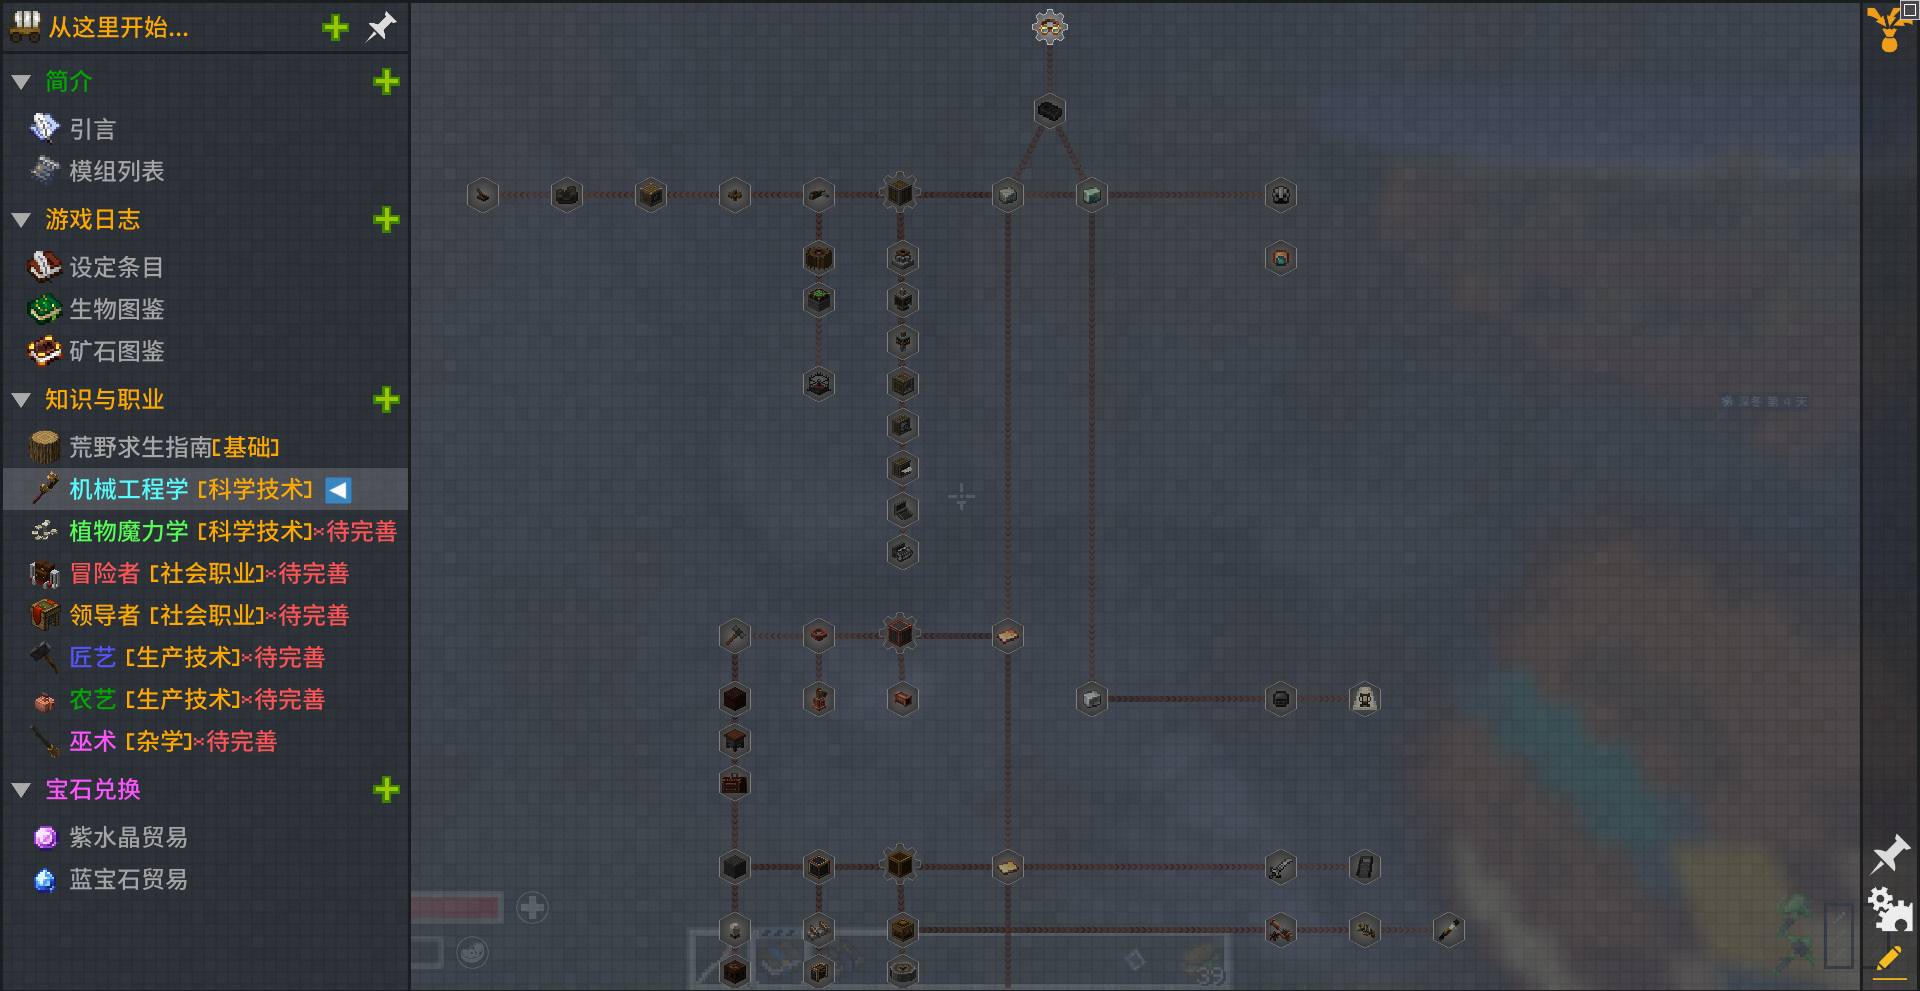 从这里开始...
简介
引言
模组列表
游戏日志
设定条目
生物图鉴
矿石图鉴
知识与职业
荒野求生指南[基础]
机械工程学 [科学技术]
植物魔力学 [科学技术]×待完善
冒险者 [社会职业]×待完善
领导者 [社会职业]×待完善
匠艺 [生产技术]×待完善
农艺 [生产技术]×待完善
巫术 [杂学]×待完善
宝石兑换
紫水晶贸易
蓝宝石贸易
深冬 第 4 天
39